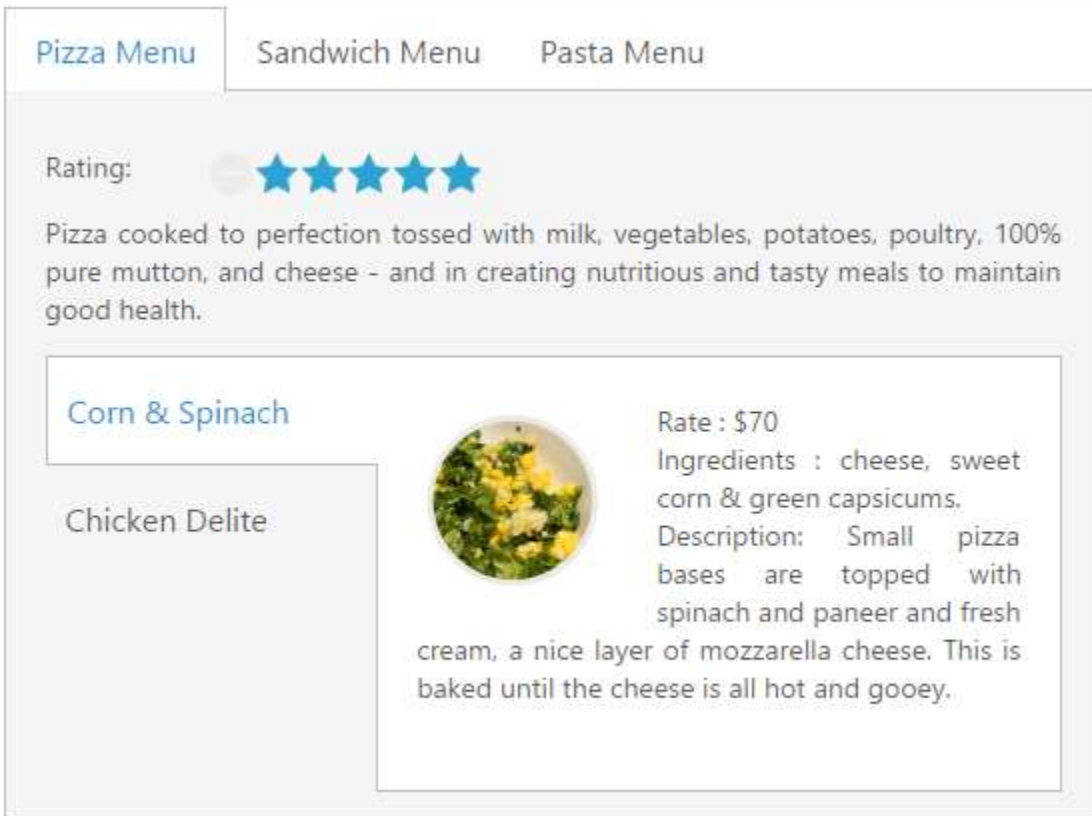 Pizza Menu Sandwich Menu Pasta Menu
Rating:
Pizza cooked to perfection tossed with milk, vegetables, potatoes, poultry, 100%
pure mutton, and cheese - and in creating nutritious and tasty meals to maintain
good health.
Corn & Spinach
Chicken Delite
Rate : $70
Ingredients : cheese, sweet
corn & green capsicums.
Description: Small pizza
bases are topped with
spinach and paneer and fresh
cream, a nice layer of mozzarella cheese. This is
baked until the cheese is all hot and gooey.